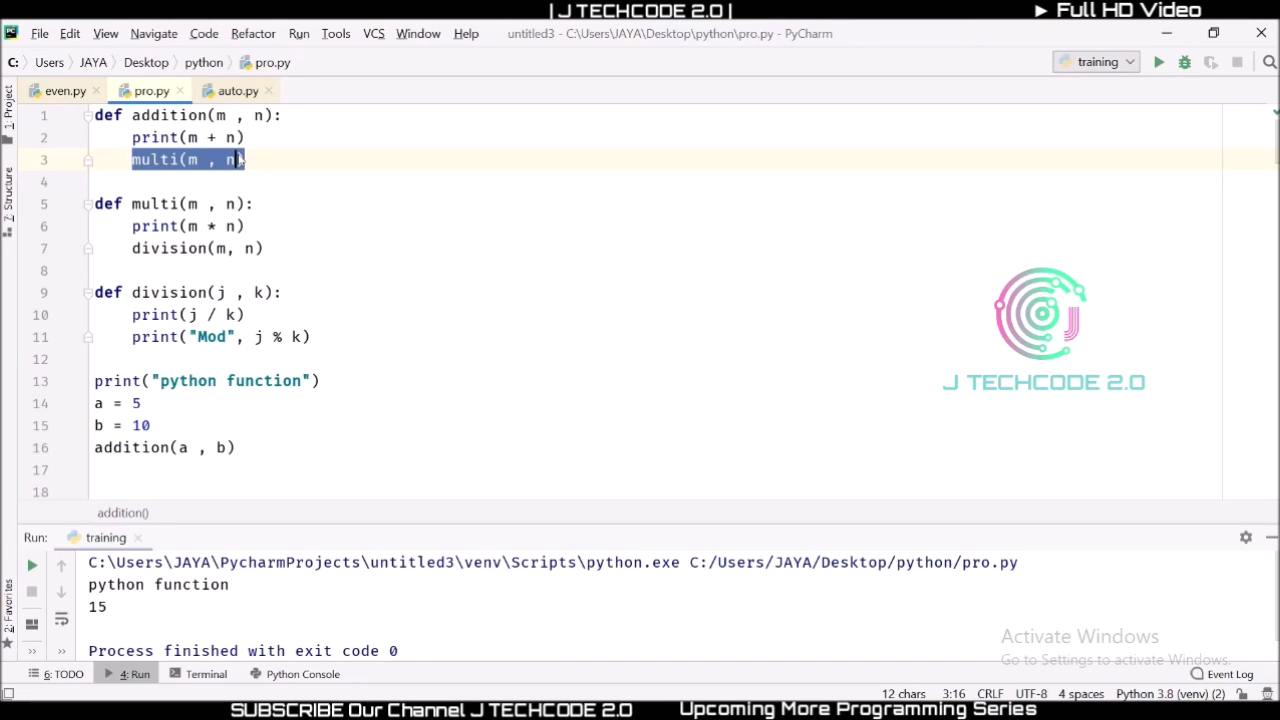 | J TECHCODE 2.0 |
► Full HD Video
File Edit View Navigate Code Refactor Run Tools VCS Window Help untitled3 - C:\Users\JAYA\Desktop\python\pro.py - PyCharm
C: Users JAYA Desktop python pro.py training
1: Project
even.py pro.py auto.py
1 def addition(m , n):
2 print(m + n)
3 multi(m , n)
4
5 def multi(m , n):
6 print(m * n)
7 division(m, n)
8
9 def division(j , k):
10 print(j / k)
11 print("Mod", j % k)
12
13 print("python function")
14 a = 5
15 b = 10
16 addition(a , b)
17
18
7: Structure
J TECHCODE 2.0
addition()
Run: training
C:\Users\JAYA\PycharmProjects\untitled3\venv\Scripts\python.exe C:/Users/JAYA/Desktop/python/pro.py
python function
15
Process finished with exit code 0
2: Favorites
Activate Windows
Go to Settings to activate Windows.
6: TODO 4: Run Terminal Python Console Event Log
12 chars 3:16 CRLF UTF-8 4 spaces Python 3.8 (venv) (2)
SUBSCRIBE Our Channel J TECHCODE 2.0 Upcoming More Programming Series